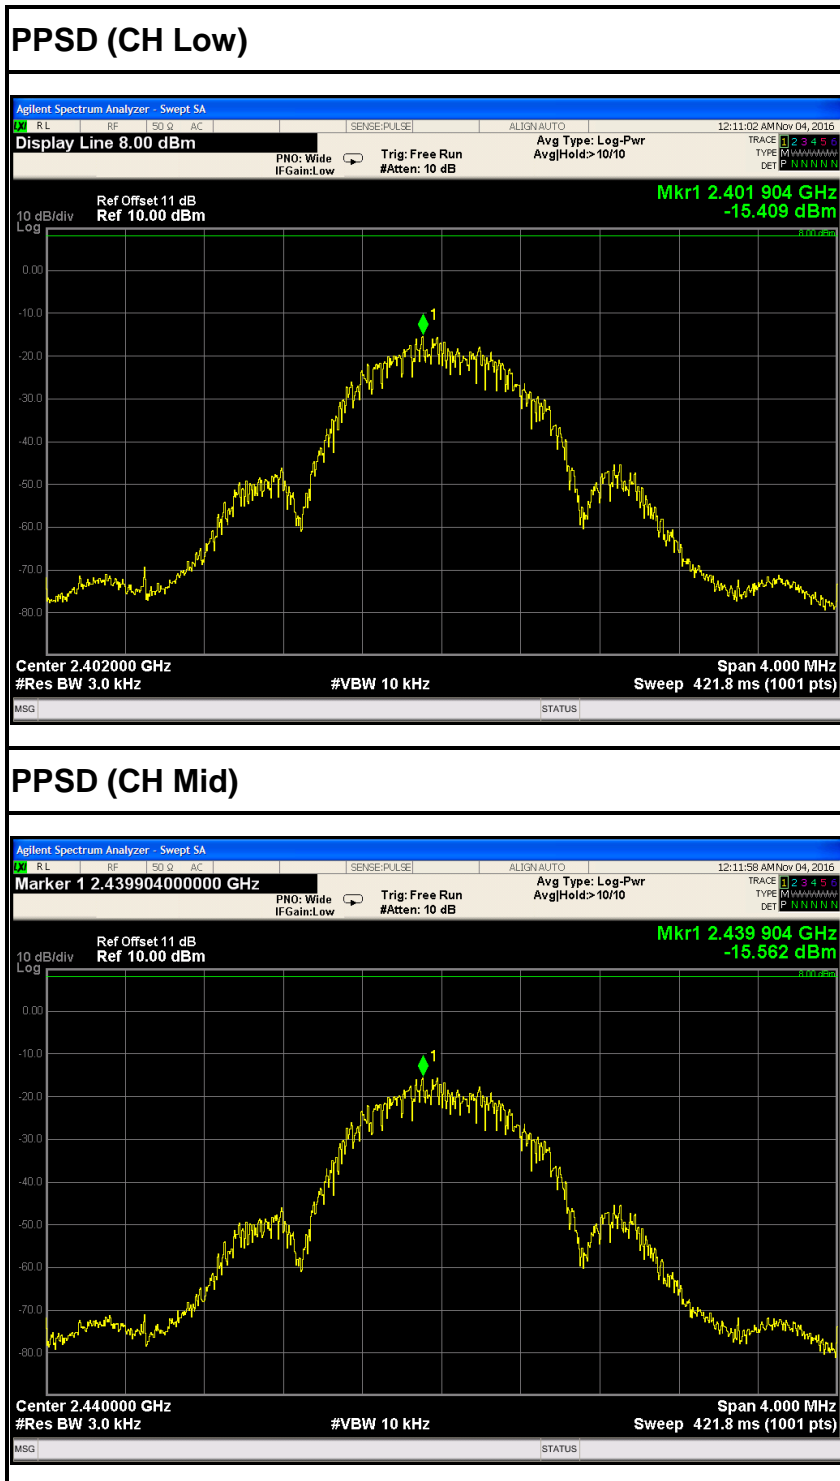 PPSD (CH Low)
Agilent Spectrum Analyzer - Swept SA
LXI RL RF 50 Ω AC SENSE:PULSE ALIGN AUTO 12:11:02 AM Nov 04, 2016
Display Line 8.00 dBm
PNO: Wide
IFGain:Low
Trig: Free Run
#Atten: 10 dB
Avg Type: Log-Pwr
Avg|Hold:>10/10
TRACE 1 2 3 4 5 6
TYPE M WWWWW
DET P N N N N N
Mkr1 2.401 904 GHz
-15.409 dBm
Ref Offset 11 dB
10 dB/div Ref 10.00 dBm
Log
8.00 dBm
0.00
1
-10.0
-20.0
-30.0
-40.0
-50.0
-60.0
-70.0
-80.0
Center 2.402000 GHz Span 4.000 MHz
#Res BW 3.0 kHz #VBW 10 kHz Sweep 421.8 ms (1001 pts)
MSG STATUS
PPSD (CH Mid)
Agilent Spectrum Analyzer - Swept SA
LXI RL RF 50 Ω AC SENSE:PULSE ALIGN AUTO 12:11:58 AM Nov 04, 2016
Marker 1 2.439904000000 GHz
PNO: Wide
IFGain:Low
Trig: Free Run
#Atten: 10 dB
Avg Type: Log-Pwr
Avg|Hold:>10/10
TRACE 1 2 3 4 5 6
TYPE M WWWWW
DET P N N N N N
Mkr1 2.439 904 GHz
-15.562 dBm
Ref Offset 11 dB
10 dB/div Ref 10.00 dBm
Log
8.00 dBm
0.00
1
-10.0
-20.0
-30.0
-40.0
-50.0
-60.0
-70.0
-80.0
Center 2.440000 GHz Span 4.000 MHz
#Res BW 3.0 kHz #VBW 10 kHz Sweep 421.8 ms (1001 pts)
MSG STATUS